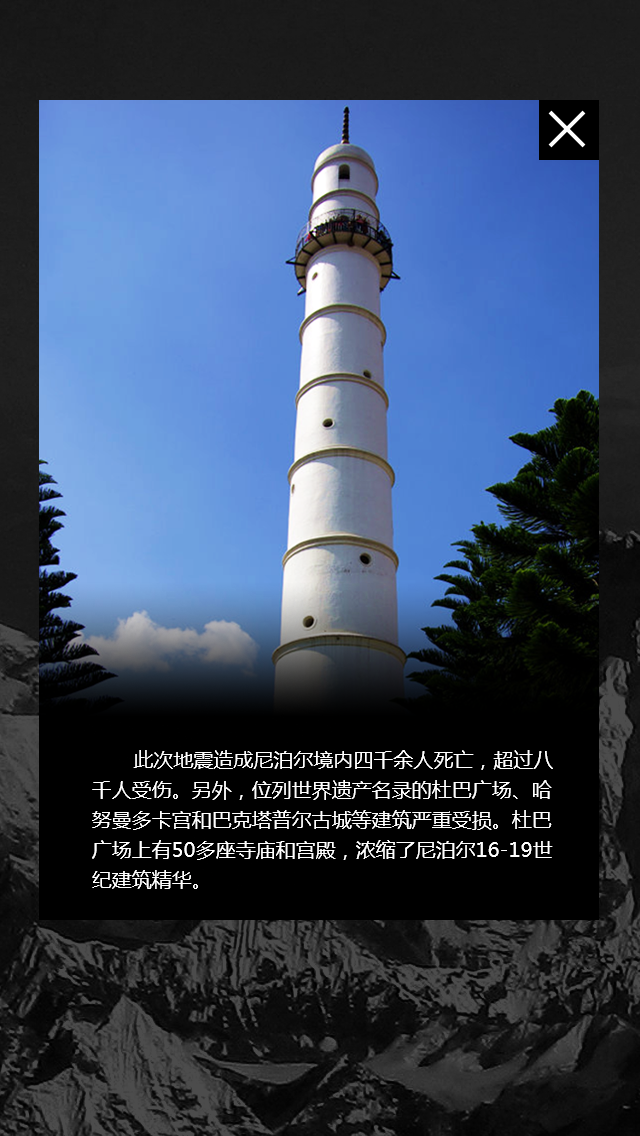 此次地震造成尼泊尔境内四千余人死亡，超过八
千人受伤。另外，位列世界遗产名录的杜巴广场、哈
努曼多卡宫和巴克塔普尔古城等建筑严重受损。杜巴
广场上有50多座寺庙和宫殿，浓缩了尼泊尔16-19世
纪建筑精华。